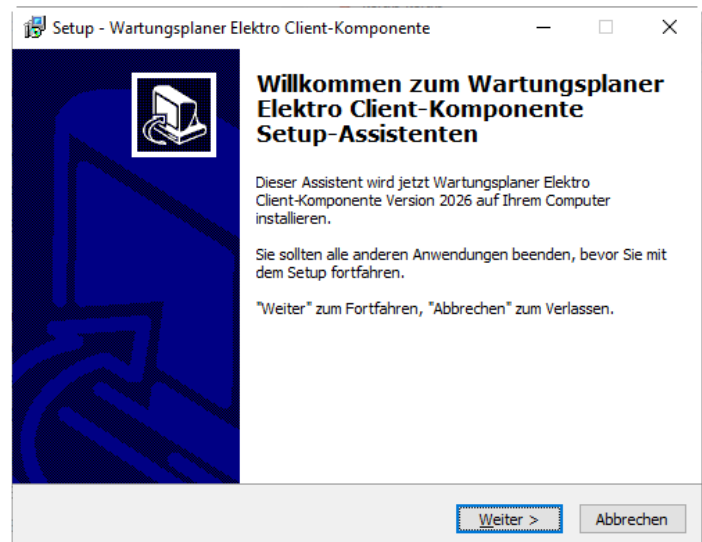 Setup - Wartungsplaner Elektro Client-Komponente
Willkommen zum Wartungsplaner
Elektro Client-Komponente
Setup-Assistenten
Dieser Assistent wird jetzt Wartungsplaner Elektro
Client-Komponente Version 2026 auf Ihrem Computer
installieren.
Sie sollten alle anderen Anwendungen beenden, bevor Sie mit
dem Setup fortfahren.
"Weiter" zum Fortfahren, "Abbrechen" zum Verlassen.
Weiter >
Abbrechen